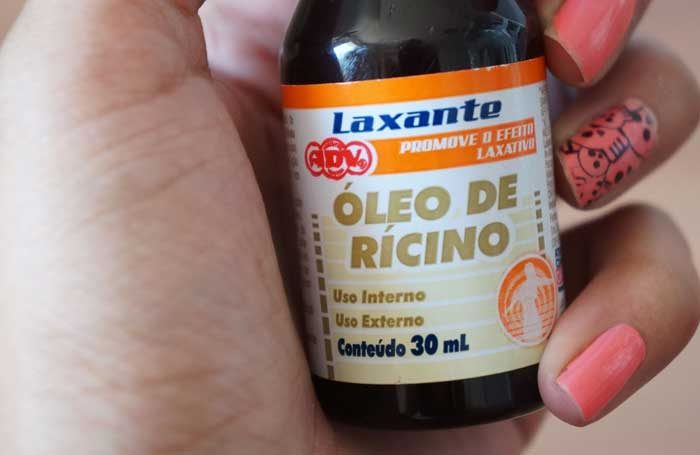 Laxante
ADV
PROMOVE O EFEITO
LAXATIVO
ÓLEO DE
RÍCINO
Uso Interno
Uso Externo
Conteúdo 30 mL